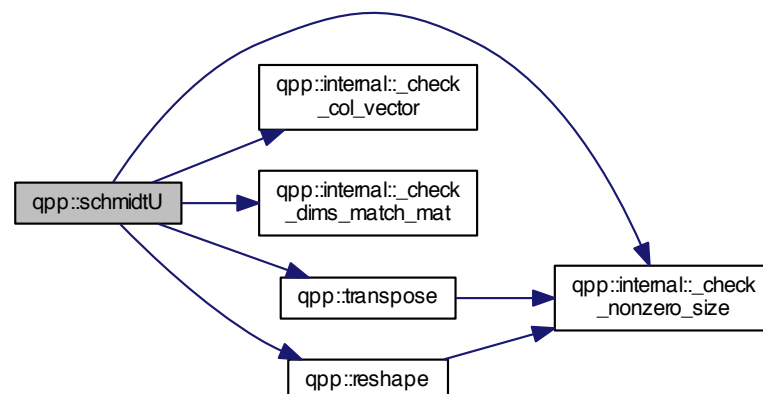 qpp::internal::_check
_col_vector
qpp::schmidtU
qpp::internal::_check
_dims_match_mat
qpp::transpose
qpp::internal::_check
_nonzero_size
qpp::reshape